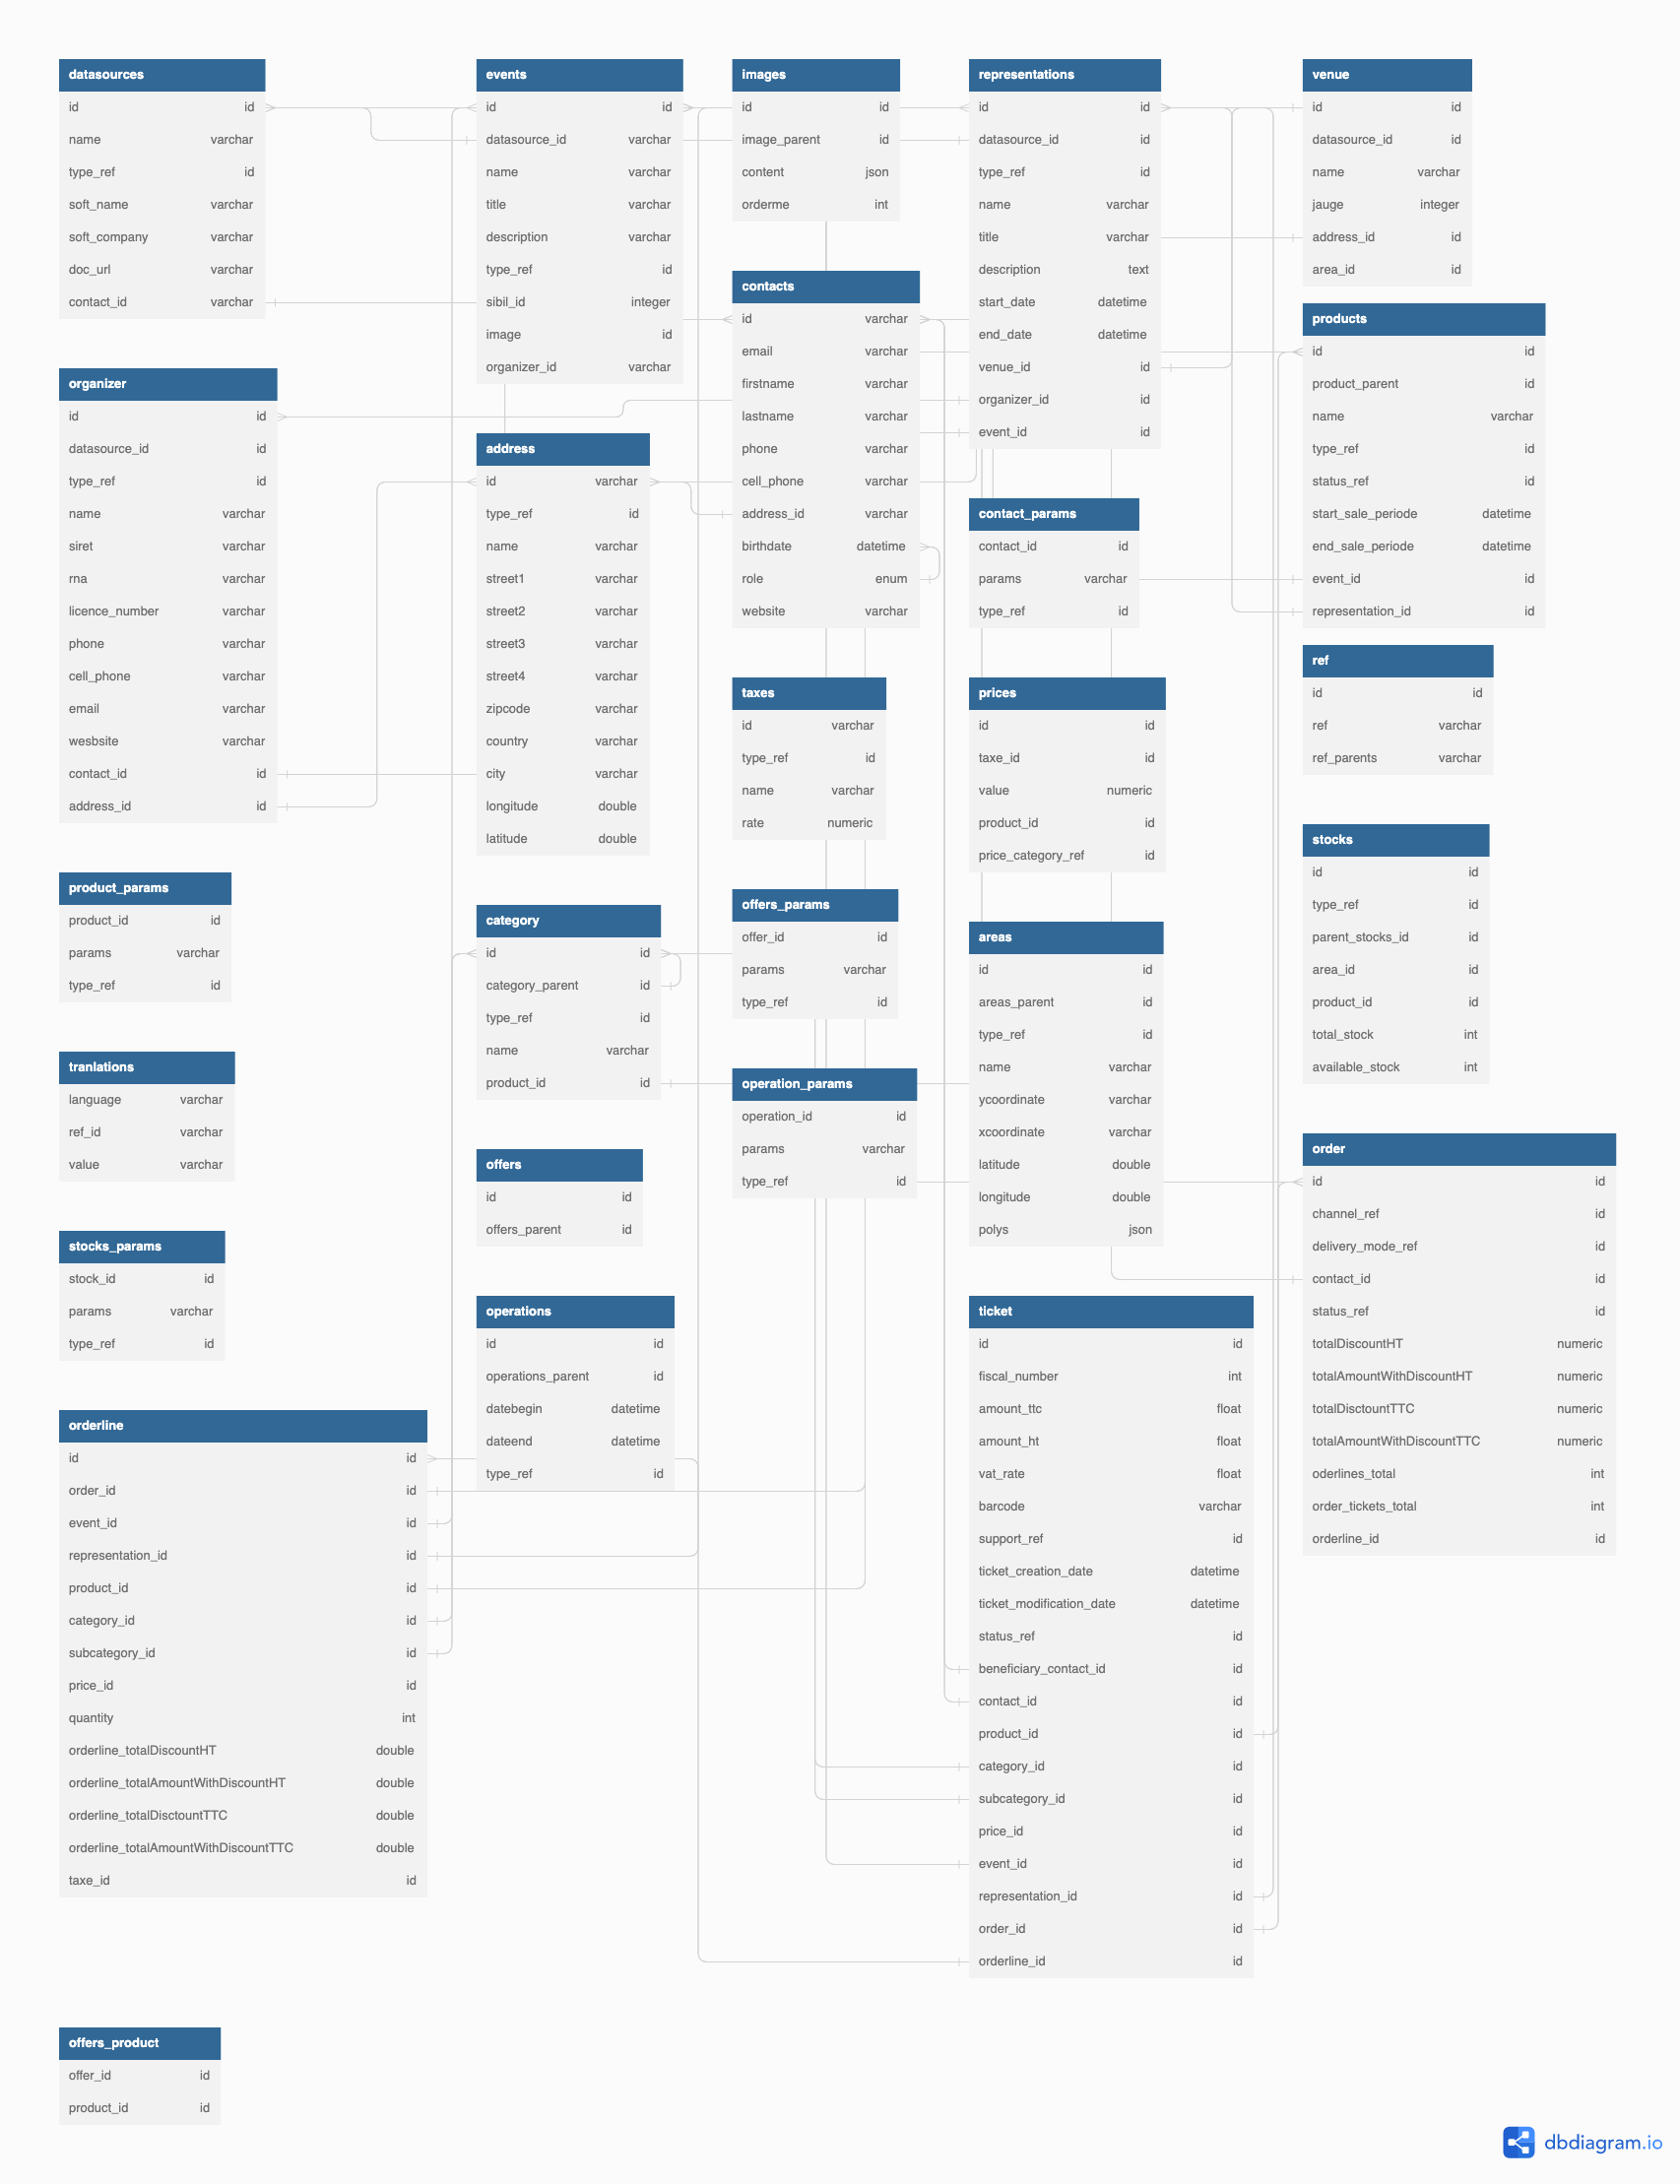 datasources
id id
name varchar
type_ref id
soft_name varchar
soft_company varchar
doc_url varchar
contact_id varchar
organizer
id id
datasource_id id
type_ref id
name varchar
siret varchar
rna varchar
licence_number varchar
phone varchar
cell_phone varchar
email varchar
wesbsite varchar
contact_id id
address_id id
product_params
product_id id
params varchar
type_ref id
tranlations
language varchar
ref_id varchar
value varchar
stocks_params
stock_id id
params varchar
type_ref id
orderline
id id
order_id id
event_id id
representation_id id
product_id id
category_id id
subcategory_id id
price_id id
quantity int
orderline_totalDiscountHT double
orderline_totalAmountWithDiscountHT double
orderline_totalDisctountTTC double
orderline_totalAmountWithDiscountTTC double
taxe_id id
offers_product
offer_id id
product_id id
events
id id
datasource_id varchar
name varchar
title varchar
description varchar
type_ref id
sibil_id integer
image id
organizer_id varchar
address
id varchar
type_ref id
name varchar
street1 varchar
street2 varchar
street3 varchar
street4 varchar
zipcode varchar
country varchar
city varchar
longitude double
latitude double
category
id id
category_parent id
type_ref id
name varchar
product_id id
offers
id id
offers_parent id
operations
id id
operations_parent id
datebegin datetime
dateend datetime
type_ref id
images
id id
image_parent id
content json
orderme int
contacts
id varchar
email varchar
firstname varchar
lastname varchar
phone varchar
cell_phone varchar
address_id varchar
birthdate datetime
role enum
website varchar
taxes
id varchar
type_ref id
name varchar
rate numeric
offers_params
offer_id id
params varchar
type_ref id
operation_params
operation_id id
params varchar
type_ref id
representations
id id
datasource_id id
type_ref id
name varchar
title varchar
description text
start_date datetime
end_date datetime
venue_id id
organizer_id id
event_id id
contact_params
contact_id id
params varchar
type_ref id
prices
id id
taxe_id id
value numeric
product_id id
price_category_ref id
areas
id id
areas_parent id
type_ref id
name varchar
ycoordinate varchar
xcoordinate varchar
latitude double
longitude double
polys json
ticket
id id
fiscal_number int
amount_ttc float
amount_ht float
vat_rate float
barcode varchar
support_ref id
ticket_creation_date datetime
ticket_modification_date datetime
status_ref id
beneficiary_contact_id id
contact_id id
product_id id
category_id id
subcategory_id id
price_id id
event_id id
representation_id id
order_id id
orderline_id id
venue
id id
datasource_id id
name varchar
jauge integer
address_id id
area_id id
products
id id
product_parent id
name varchar
type_ref id
status_ref id
start_sale_periode datetime
end_sale_periode datetime
event_id id
representation_id id
ref
id id
ref varchar
ref_parents varchar
stocks
id id
type_ref id
parent_stocks_id id
area_id id
product_id id
total_stock int
available_stock int
order
id id
channel_ref id
delivery_mode_ref id
contact_id id
status_ref id
totalDiscountHT numeric
totalAmountWithDiscountHT numeric
totalDisctountTTC numeric
totalAmountWithDiscountTTC numeric
oderlines_total int
order_tickets_total int
orderline_id id
dbdiagram.io